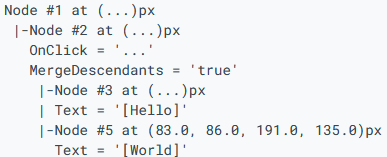 Node #1 at (...)px
|-Node #2 at (...)px
OnClick = '...'
MergeDescendants = 'true'
|-Node #3 at (...)px
| Text = '[Hello]'
|-Node #5 at (83.0, 86.0, 191.0, 135.0)px
Text = '[World]'